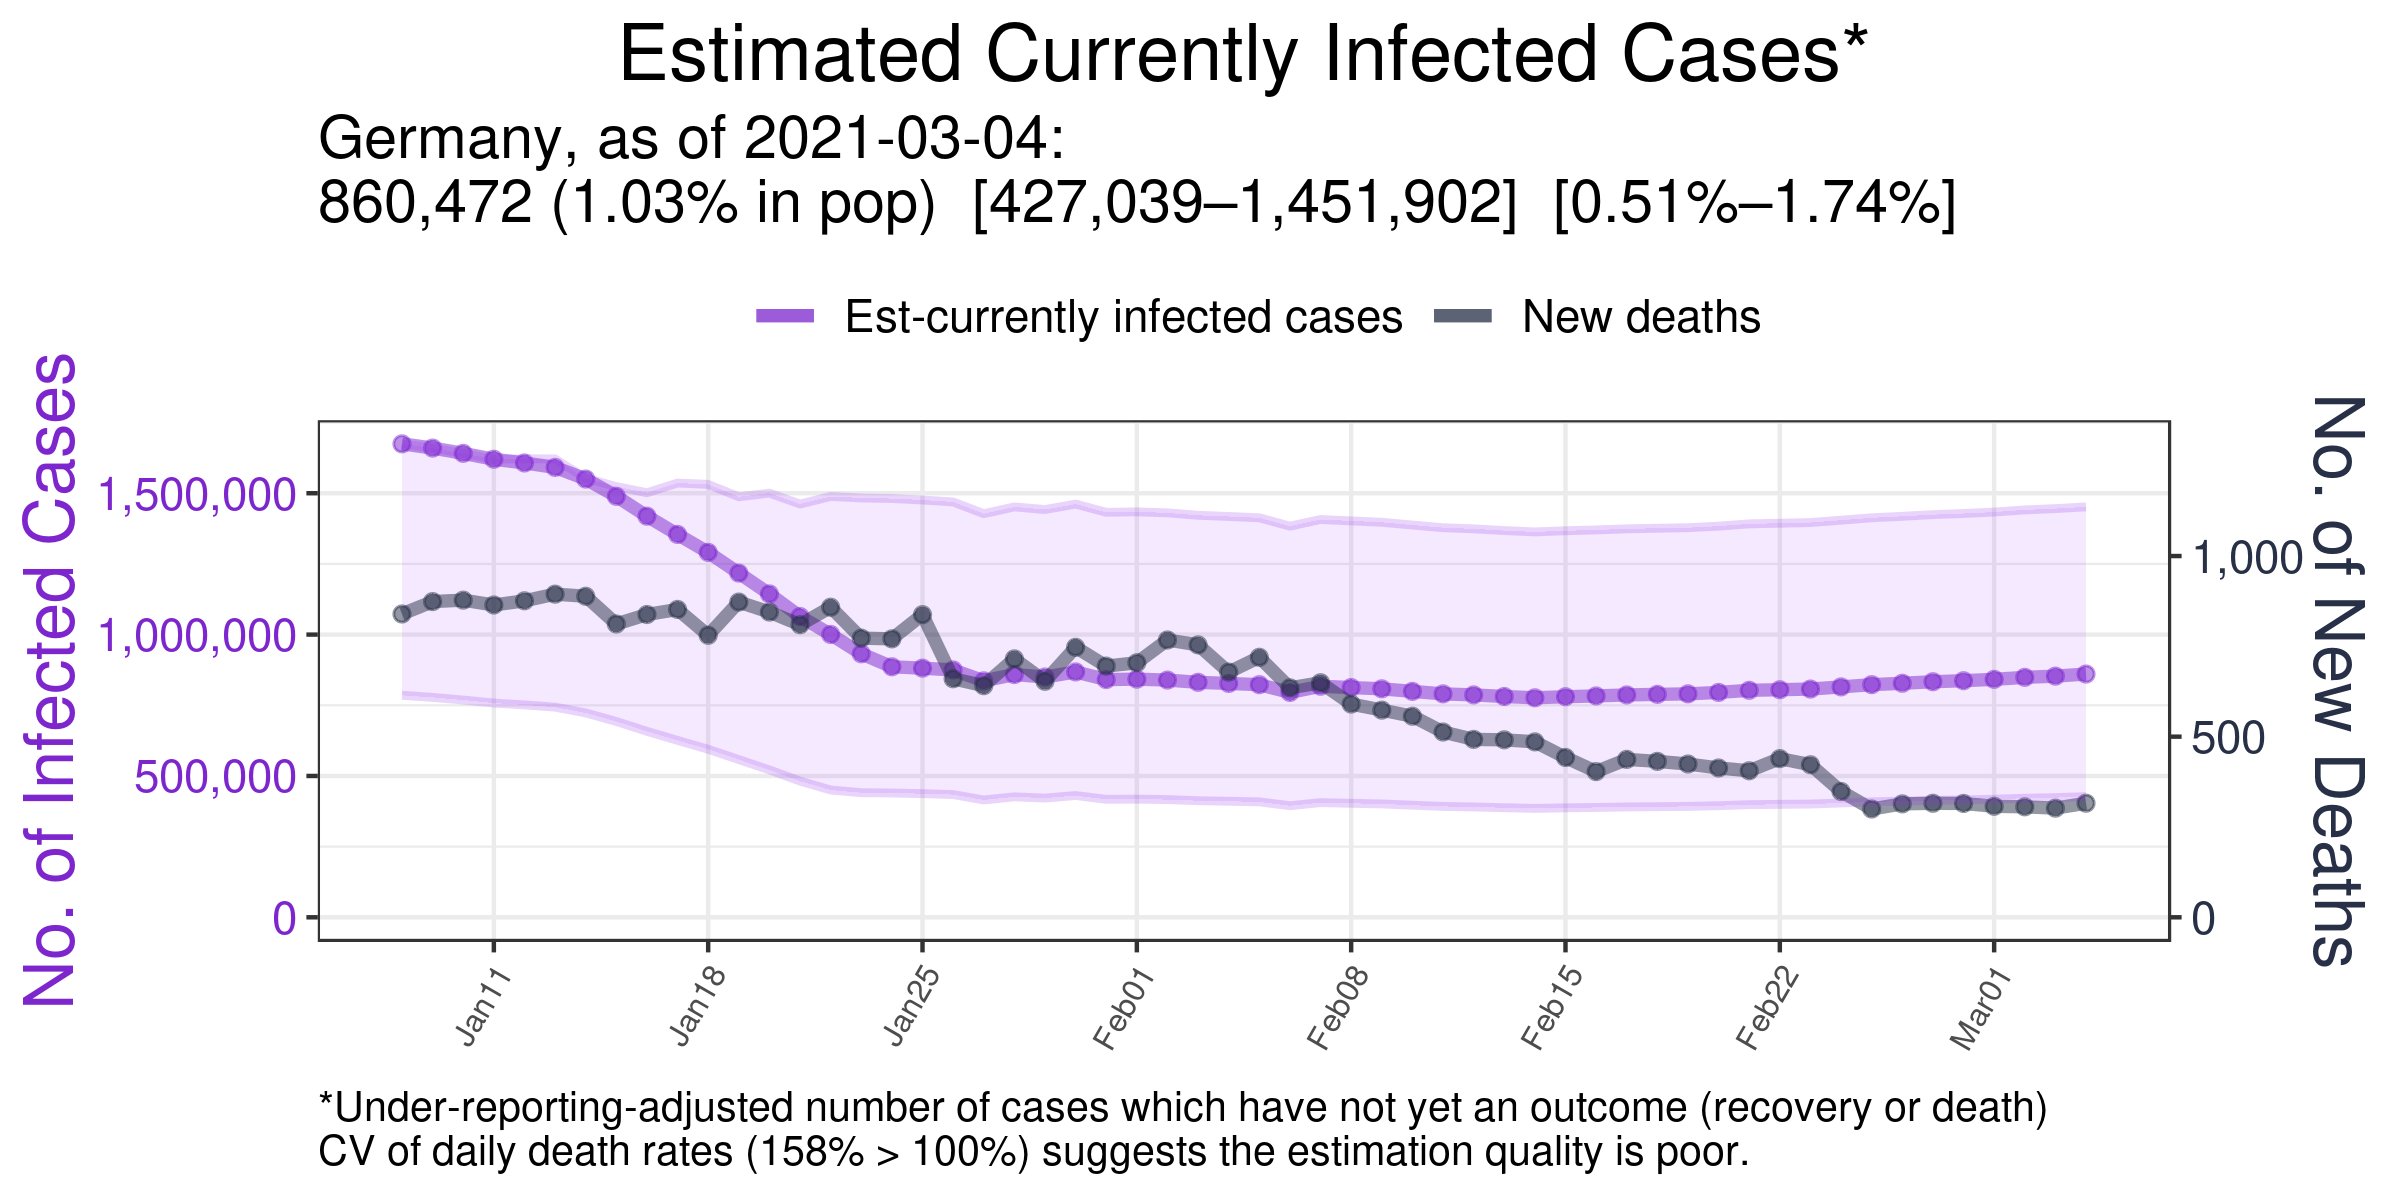 Estimated Currently Infected Cases*
Germany, as of 2021-03-04:
860,472 (1.03% in pop)  [427,039–1,451,902]  [0.51%–1.74%]
Est-currently infected cases
New deaths
No. of Infected Cases
1,500,000
1,000,000
500,000
0
1,000
500
0
No. of New Deaths
Jan11
Jan18
Jan25
Feb01
Feb08
Feb15
Feb22
Mar01
*Under-reporting-adjusted number of cases which have not yet an outcome (recovery or death)
CV of daily death rates (158% > 100%) suggests the estimation quality is poor.